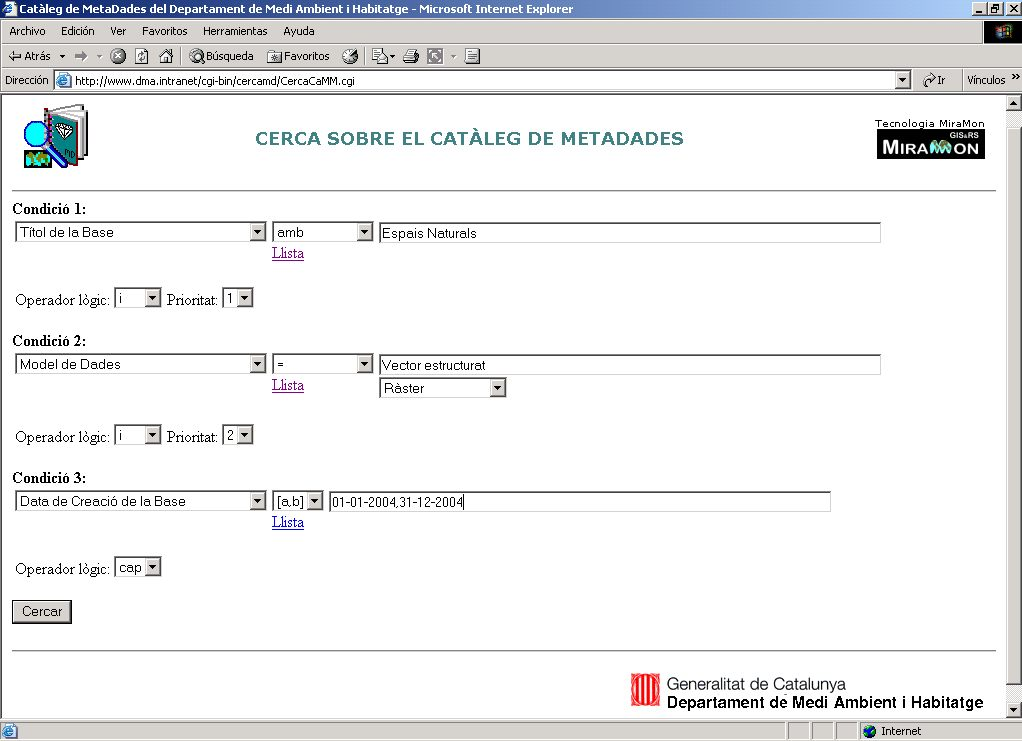 Catàleg de MetaDades del Departament de Medi Ambient i Habitatge - Microsoft Internet Explorer
Archivo Edición Ver Favoritos Herramientas Ayuda
Atrás Búsqueda Favoritos
Dirección http://www.dma.intranet/cgi-bin/cercamd/CercaCaMM.cgi Ir Vínculos »
Tecnologia MiraMon
CERCA SOBRE EL CATÀLEG DE METADADES
GIS&RS
MIRAMON
Condició 1:
Títol de la Base amb Espais Naturals
Llista
Operador lògic: i Prioritat: 1
Condició 2:
Model de Dades = Vector estructurat
Llista Ràster
Operador lògic: i Prioritat: 2
Condició 3:
Data de Creació de la Base [a,b] 01-01-2004,31-12-2004
Llista
Operador lògic: cap
Cercar
Generalitat de Catalunya
Departament de Medi Ambient i Habitatge
Internet